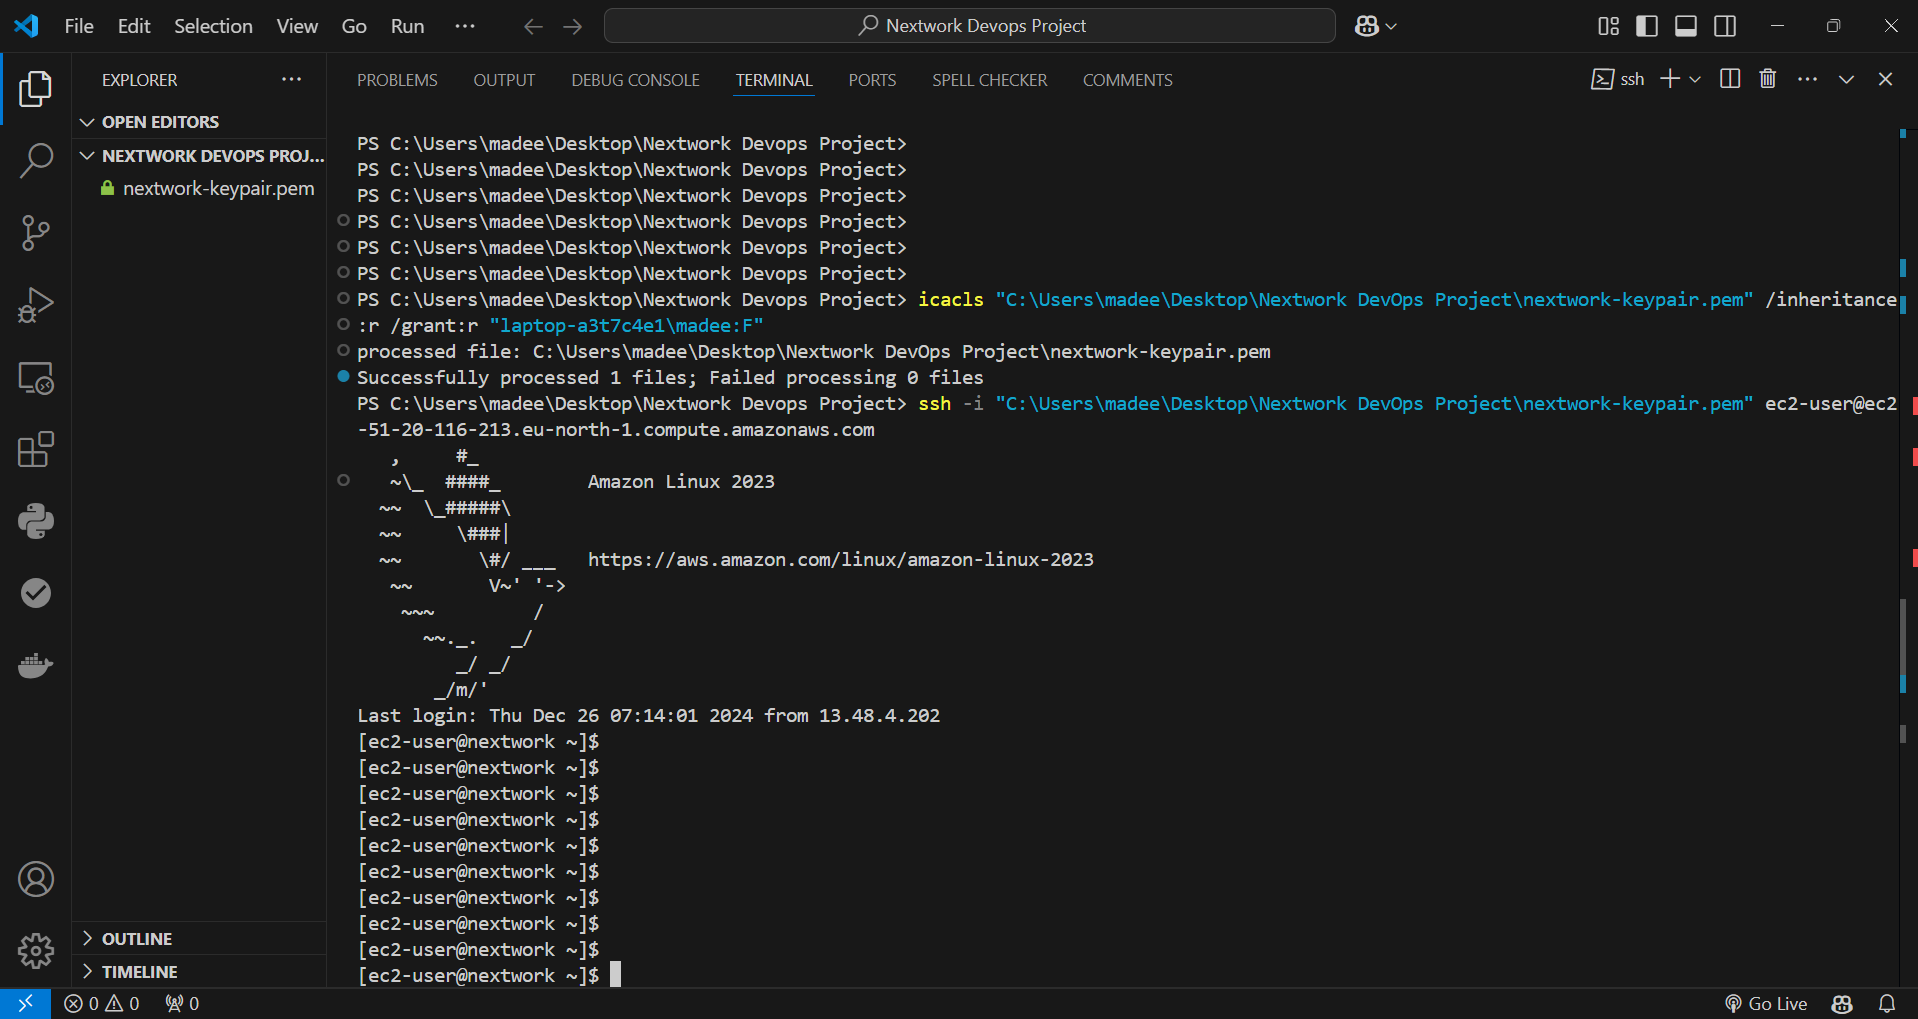 File Edit Selection View Go Run ···
Nextwork Devops Project
EXPLORER ···
OPEN EDITORS
NEXTWORK DEVOPS PROJ...
nextwork-keypair.pem
OUTLINE
TIMELINE
PROBLEMS OUTPUT DEBUG CONSOLE TERMINAL PORTS SPELL CHECKER COMMENTS
ssh
PS C:\Users\madee\Desktop\Nextwork Devops Project>
PS C:\Users\madee\Desktop\Nextwork Devops Project>
PS C:\Users\madee\Desktop\Nextwork Devops Project>
PS C:\Users\madee\Desktop\Nextwork Devops Project>
PS C:\Users\madee\Desktop\Nextwork Devops Project>
PS C:\Users\madee\Desktop\Nextwork Devops Project>
PS C:\Users\madee\Desktop\Nextwork Devops Project> icacls "C:\Users\madee\Desktop\Nextwork DevOps Project\nextwork-keypair.pem" /inheritance
:r /grant:r "laptop-a3t7c4e1\madee:F"
processed file: C:\Users\madee\Desktop\Nextwork DevOps Project\nextwork-keypair.pem
Successfully processed 1 files; Failed processing 0 files
PS C:\Users\madee\Desktop\Nextwork Devops Project> ssh -i "C:\Users\madee\Desktop\Nextwork DevOps Project\nextwork-keypair.pem" ec2-user@ec2
-51-20-116-213.eu-north-1.compute.amazonaws.com
   ,     #_
   ~\_  ####_        Amazon Linux 2023
  ~~  \_#####\
  ~~     \###|
  ~~       \#/ ___   https://aws.amazon.com/linux/amazon-linux-2023
   ~~       V~' '->
    ~~~         /
      ~~._.   _/
         _/ _/
       _/m/'
Last login: Thu Dec 26 07:14:01 2024 from 13.48.4.202
[ec2-user@nextwork ~]$
[ec2-user@nextwork ~]$
[ec2-user@nextwork ~]$
[ec2-user@nextwork ~]$
[ec2-user@nextwork ~]$
[ec2-user@nextwork ~]$
[ec2-user@nextwork ~]$
[ec2-user@nextwork ~]$
[ec2-user@nextwork ~]$
[ec2-user@nextwork ~]$
0 0 0
Go Live